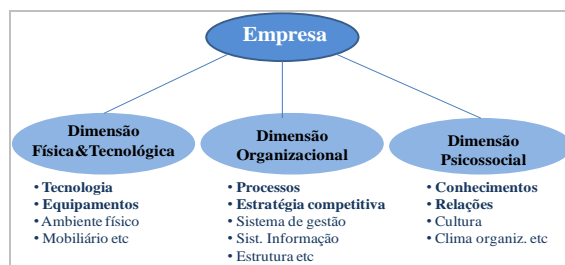 Empresa
Dimensão
Física&Tecnológica
• Tecnologia
• Equipamentos
• Ambiente físico
• Mobiliário etc
Dimensão
Organizacional
• Processos
• Estratégia competitiva
• Sistema de gestão
• Sist. Informação
• Estrutura etc
Dimensão
Psicossocial
• Conhecimentos
• Relações
• Cultura
• Clima organiz. etc